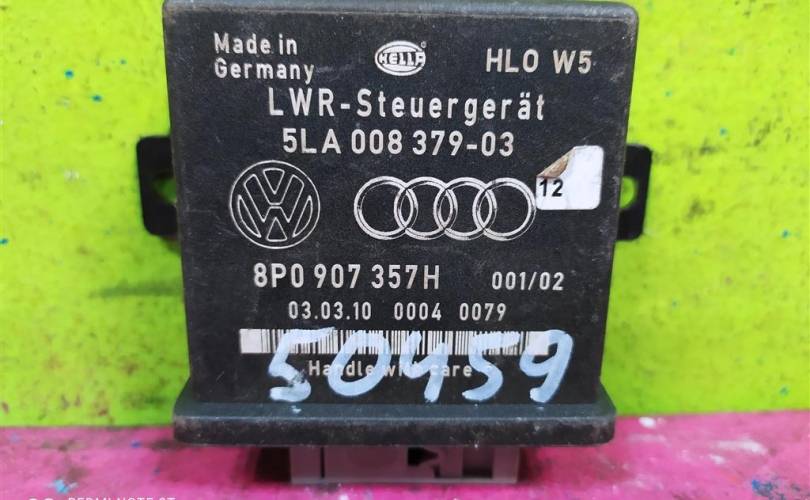 Made in HELLA HLO W5
Germany
LWR-Steuergerät
5LA 008 379-03
12
8P0 907 357H 001/02
03.03.10 0004 0079
50459
Handle with care